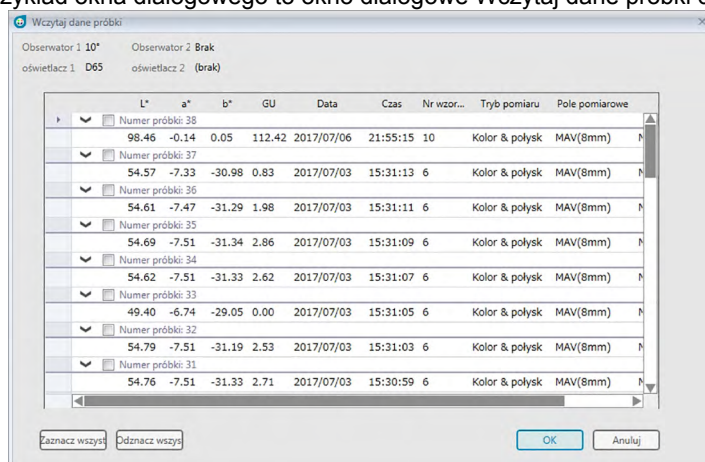 zykład okna dialogowego to okno dialogowe Wczytaj dane próbki
Wczytaj dane próbki
Obserwator 1 10° Obserwator 2 Brak
oświetlacz 1 D65 oświetlacz 2 (brak)
L* a* b* GU Data Czas Nr wzor... Tryb pomiaru Pole pomiarowe
Numer próbki: 38
98.46 -0.14 0.05 112.42 2017/07/06 21:55:15 10 Kolor & połysk MAV(8mm)
Numer próbki: 37
54.57 -7.33 -30.98 0.83 2017/07/03 15:31:13 6 Kolor & połysk MAV(8mm)
Numer próbki: 36
54.61 -7.47 -31.29 1.98 2017/07/03 15:31:11 6 Kolor & połysk MAV(8mm)
Numer próbki: 35
54.69 -7.51 -31.34 2.86 2017/07/03 15:31:09 6 Kolor & połysk MAV(8mm)
Numer próbki: 34
54.62 -7.51 -31.33 2.62 2017/07/03 15:31:07 6 Kolor & połysk MAV(8mm)
Numer próbki: 33
49.40 -6.74 -29.05 0.00 2017/07/03 15:31:05 6 Kolor & połysk MAV(8mm)
Numer próbki: 32
54.79 -7.51 -31.19 2.53 2017/07/03 15:31:03 6 Kolor & połysk MAV(8mm)
Numer próbki: 31
54.76 -7.51 -31.33 2.71 2017/07/03 15:30:59 6 Kolor & połysk MAV(8mm)
Zaznacz wszyst Odznacz wszys OK Anuluj